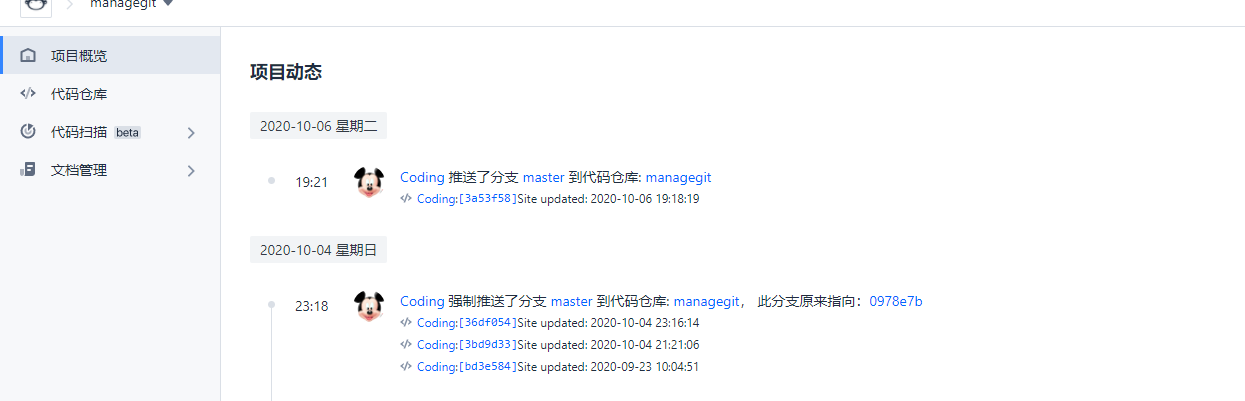 managegit
项目概览
代码仓库
代码扫描 beta
文档管理
项目动态
2020-10-06 星期二
19:21
Coding 推送了分支 master 到代码仓库: managegit
Coding:[3a53f58]Site updated: 2020-10-06 19:18:19
2020-10-04 星期日
23:18
Coding 强制推送了分支 master 到代码仓库: managegit， 此分支原来指向：0978e7b
Coding:[36df054]Site updated: 2020-10-04 23:16:14
Coding:[3bd9d33]Site updated: 2020-10-04 21:21:06
Coding:[bd3e584]Site updated: 2020-09-23 10:04:51